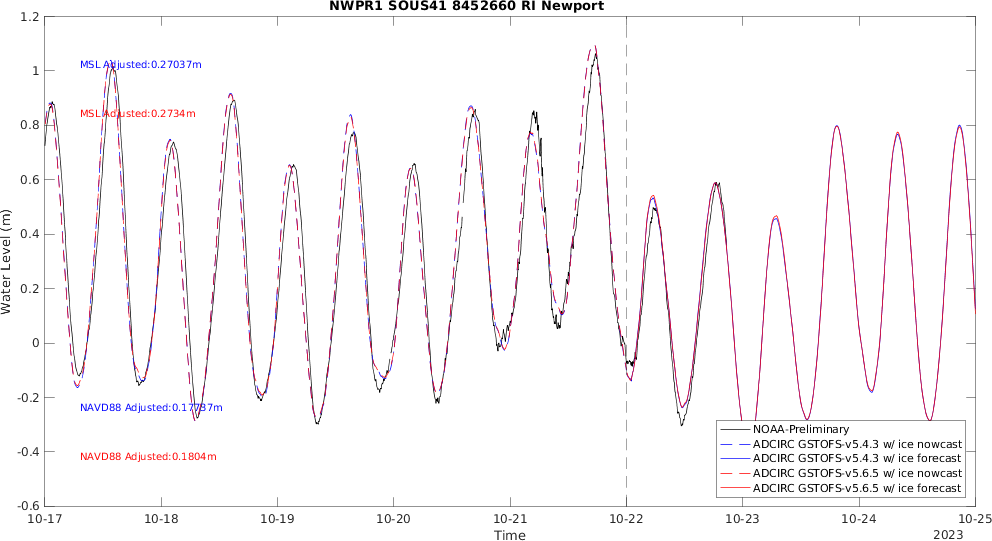 NWPR1 SOUS41 8452660 RI Newport
1.2
1
0.8
0.6
0.4
0.2
0
-0.2
-0.4
-0.6
Water Level (m)
MSL Adjusted:0.27037m
MSL Adjusted:0.2734m
NAVD88 Adjusted:0.17737m
NAVD88 Adjusted:0.1804m
NOAA-Preliminary
ADCIRC GSTOFS-v5.4.3 w/ ice nowcast
ADCIRC GSTOFS-v5.4.3 w/ ice forecast
ADCIRC GSTOFS-v5.6.5 w/ ice nowcast
ADCIRC GSTOFS-v5.6.5 w/ ice forecast
10-17 10-18 10-19 10-20 10-21 10-22 10-23 10-24 10-25
Time
2023